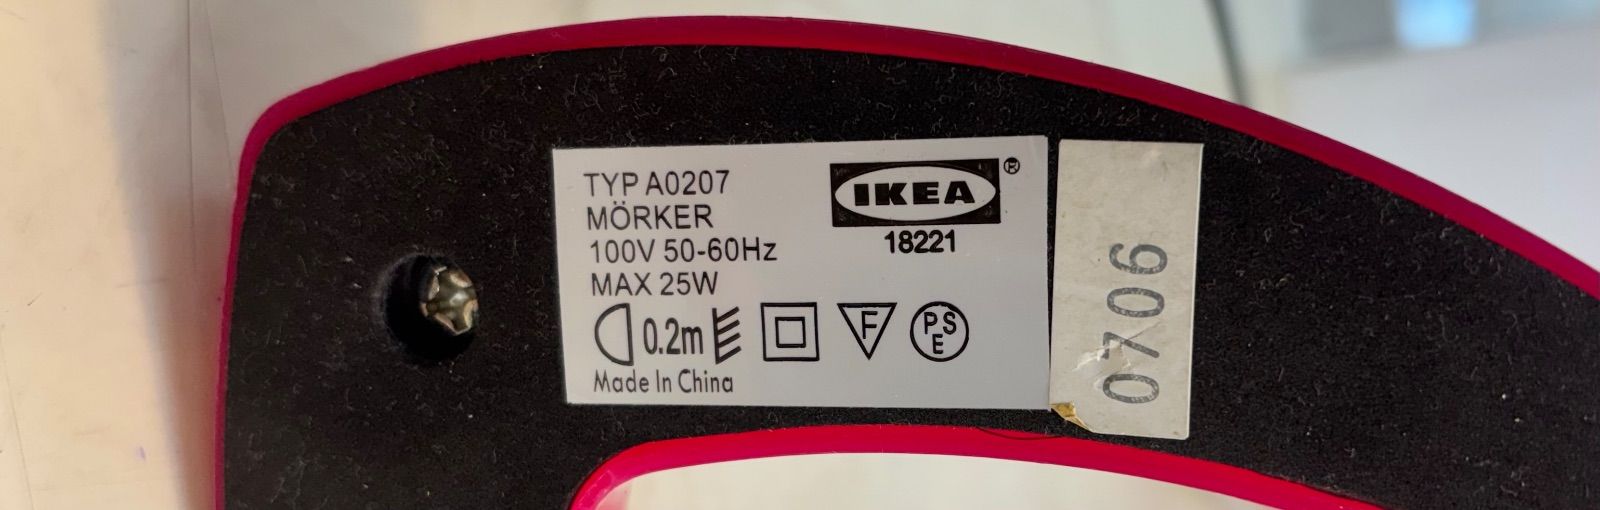 TYP A0207
MÖRKER
100V 50-60Hz
MAX 25W
0.2m
F
PSE
Made In China
IKEA®
18221
0706